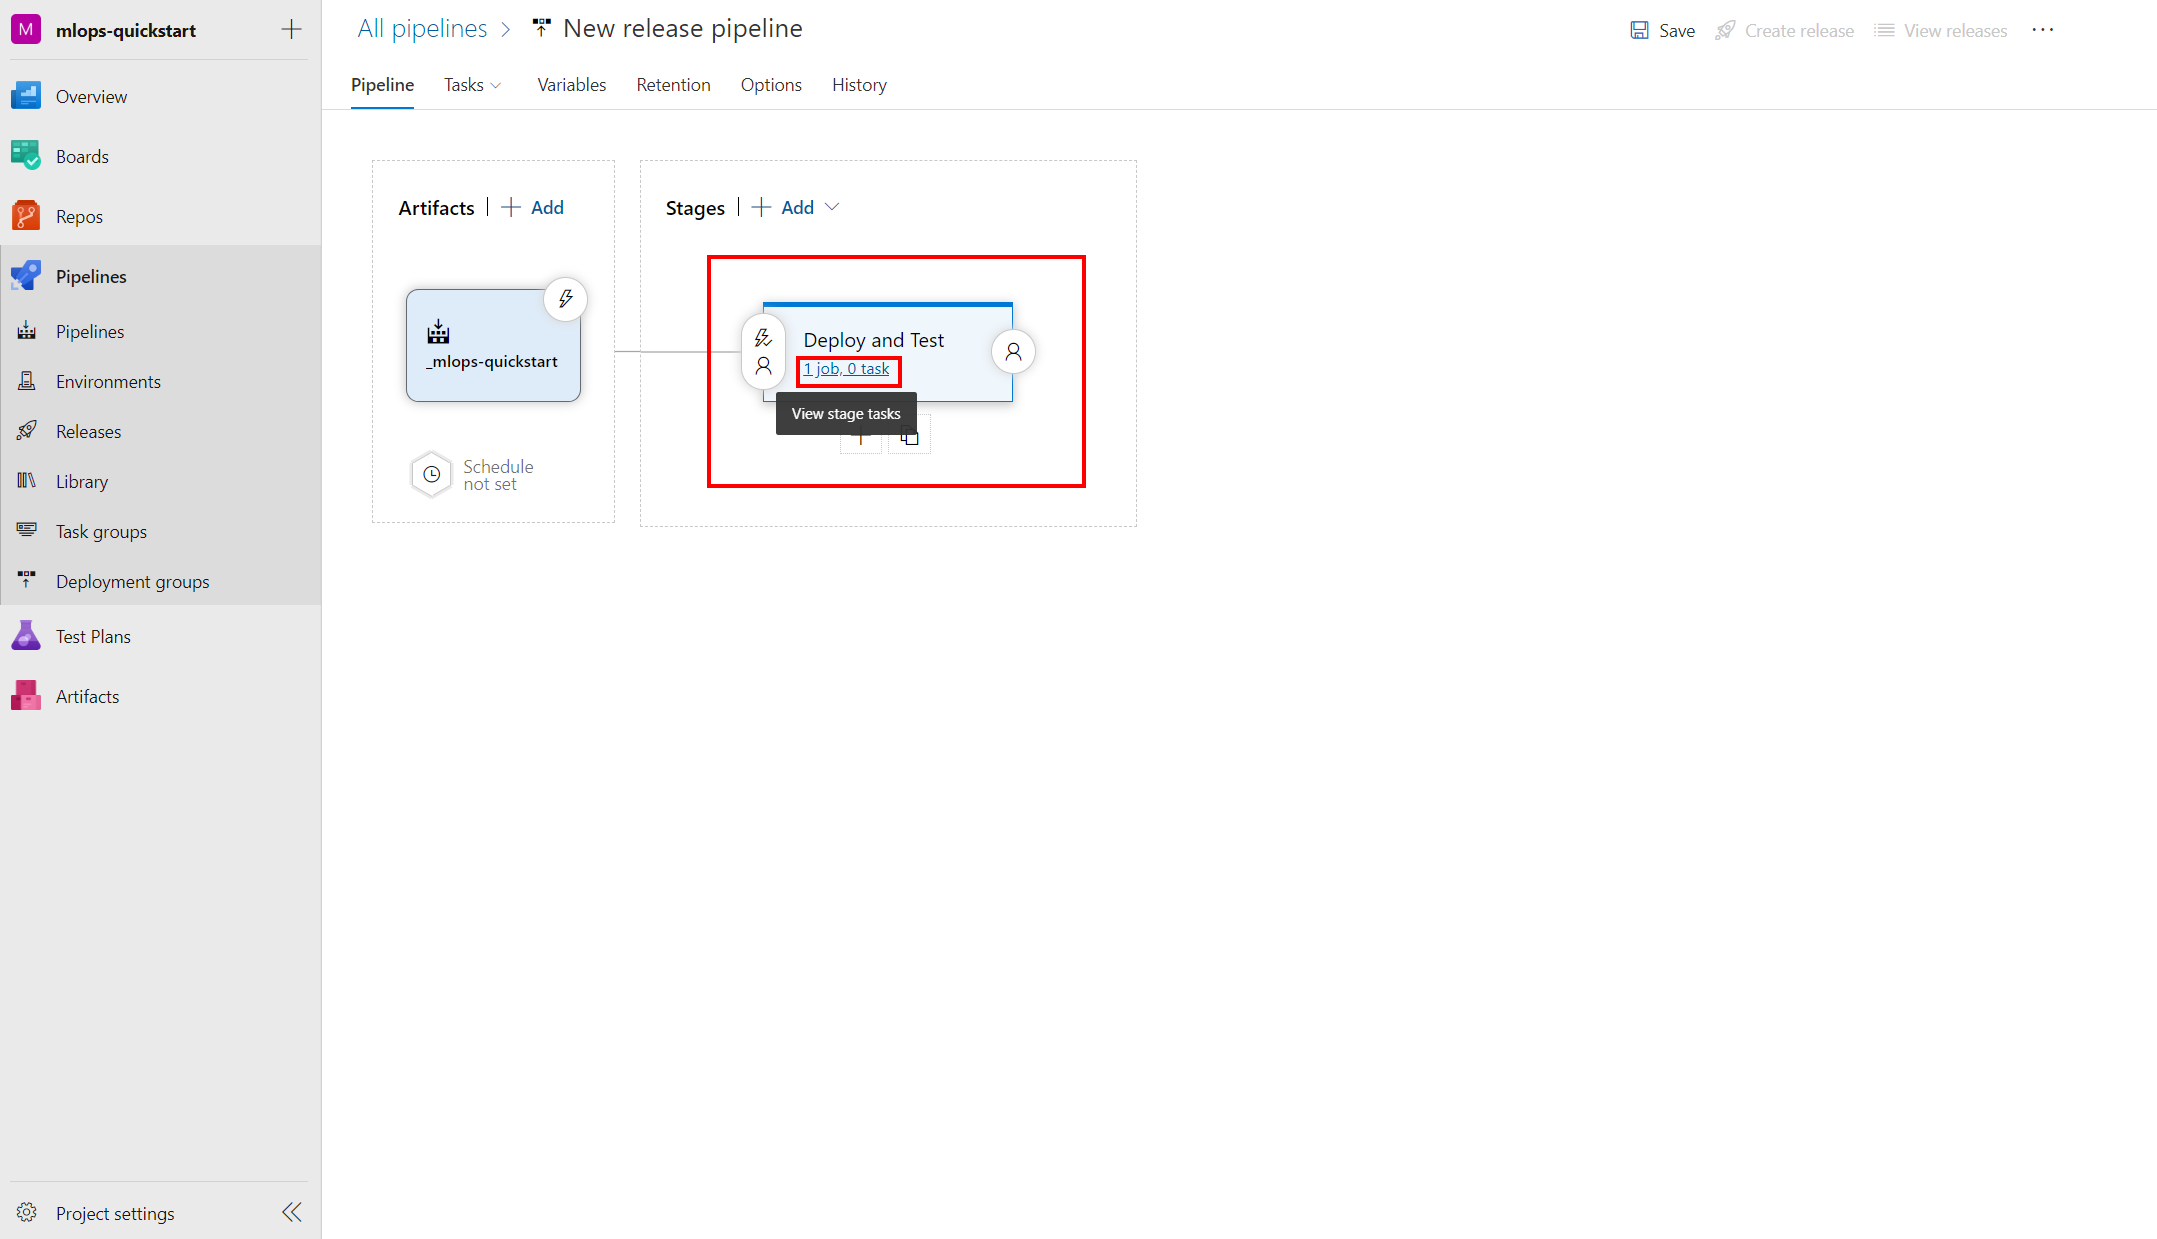 M mlops-quickstart
Overview
Boards
Repos
Pipelines
Pipelines
Environments
Releases
Library
Task groups
Deployment groups
Test Plans
Artifacts
Project settings
All pipelines > New release pipeline
Save Create release View releases ...
Pipeline Tasks Variables Retention Options History
Artifacts | + Add
_mlops-quickstart
Schedule
not set
Stages | + Add
Deploy and Test
1 job, 0 task
View stage tasks